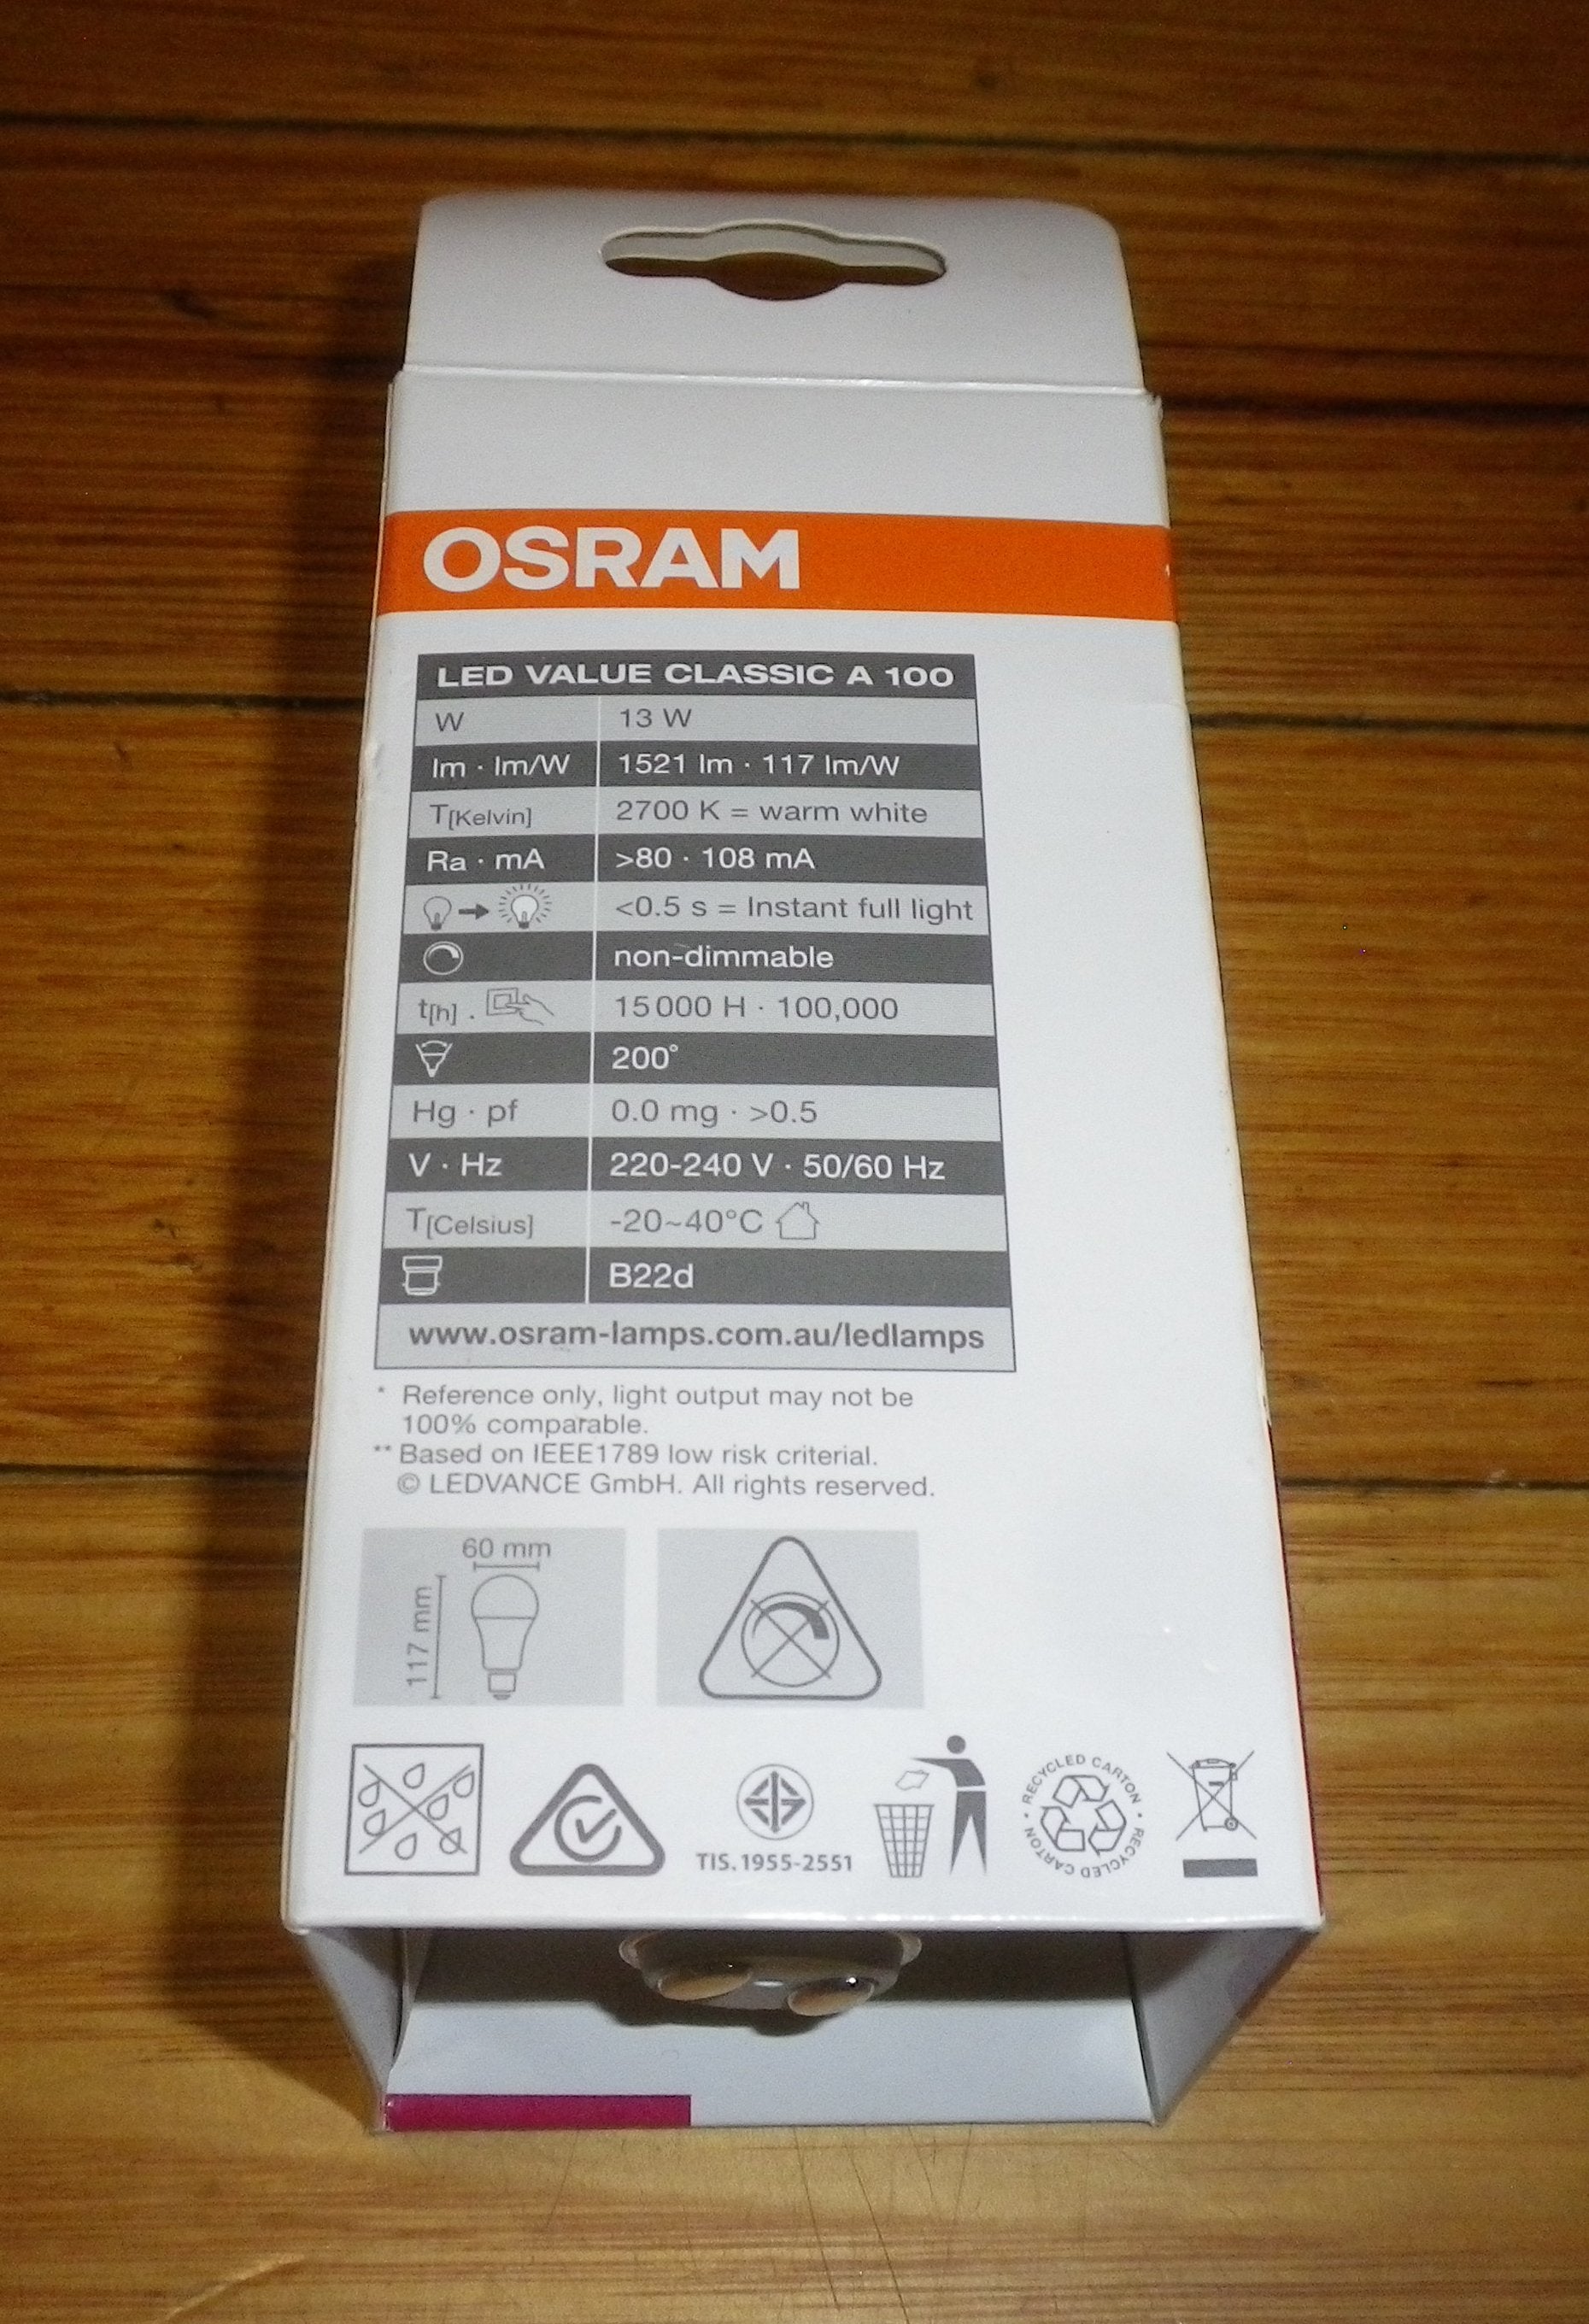 OSRAM
LED VALUE CLASSIC A 100
W 13 W
lm · lm/W 1521 lm · 117 lm/W
T[Kelvin] 2700 K = warm white
Ra · mA >80 · 108 mA
<0.5 s = Instant full light
non-dimmable
t[h] . 15 000 H · 100,000
200°
Hg · pf 0.0 mg · >0.5
V · Hz 220-240 V · 50/60 Hz
T[Celsius] -20~40°C
B22d
www.osram-lamps.com.au/ledlamps
* Reference only, light output may not be
100% comparable.
** Based on IEEE1789 low risk criterial.
© LEDVANCE GmbH. All rights reserved.
60 mm
117 mm
TIS.1955-2551
RECYCLED CARTON · RECYCLED CARTON ·